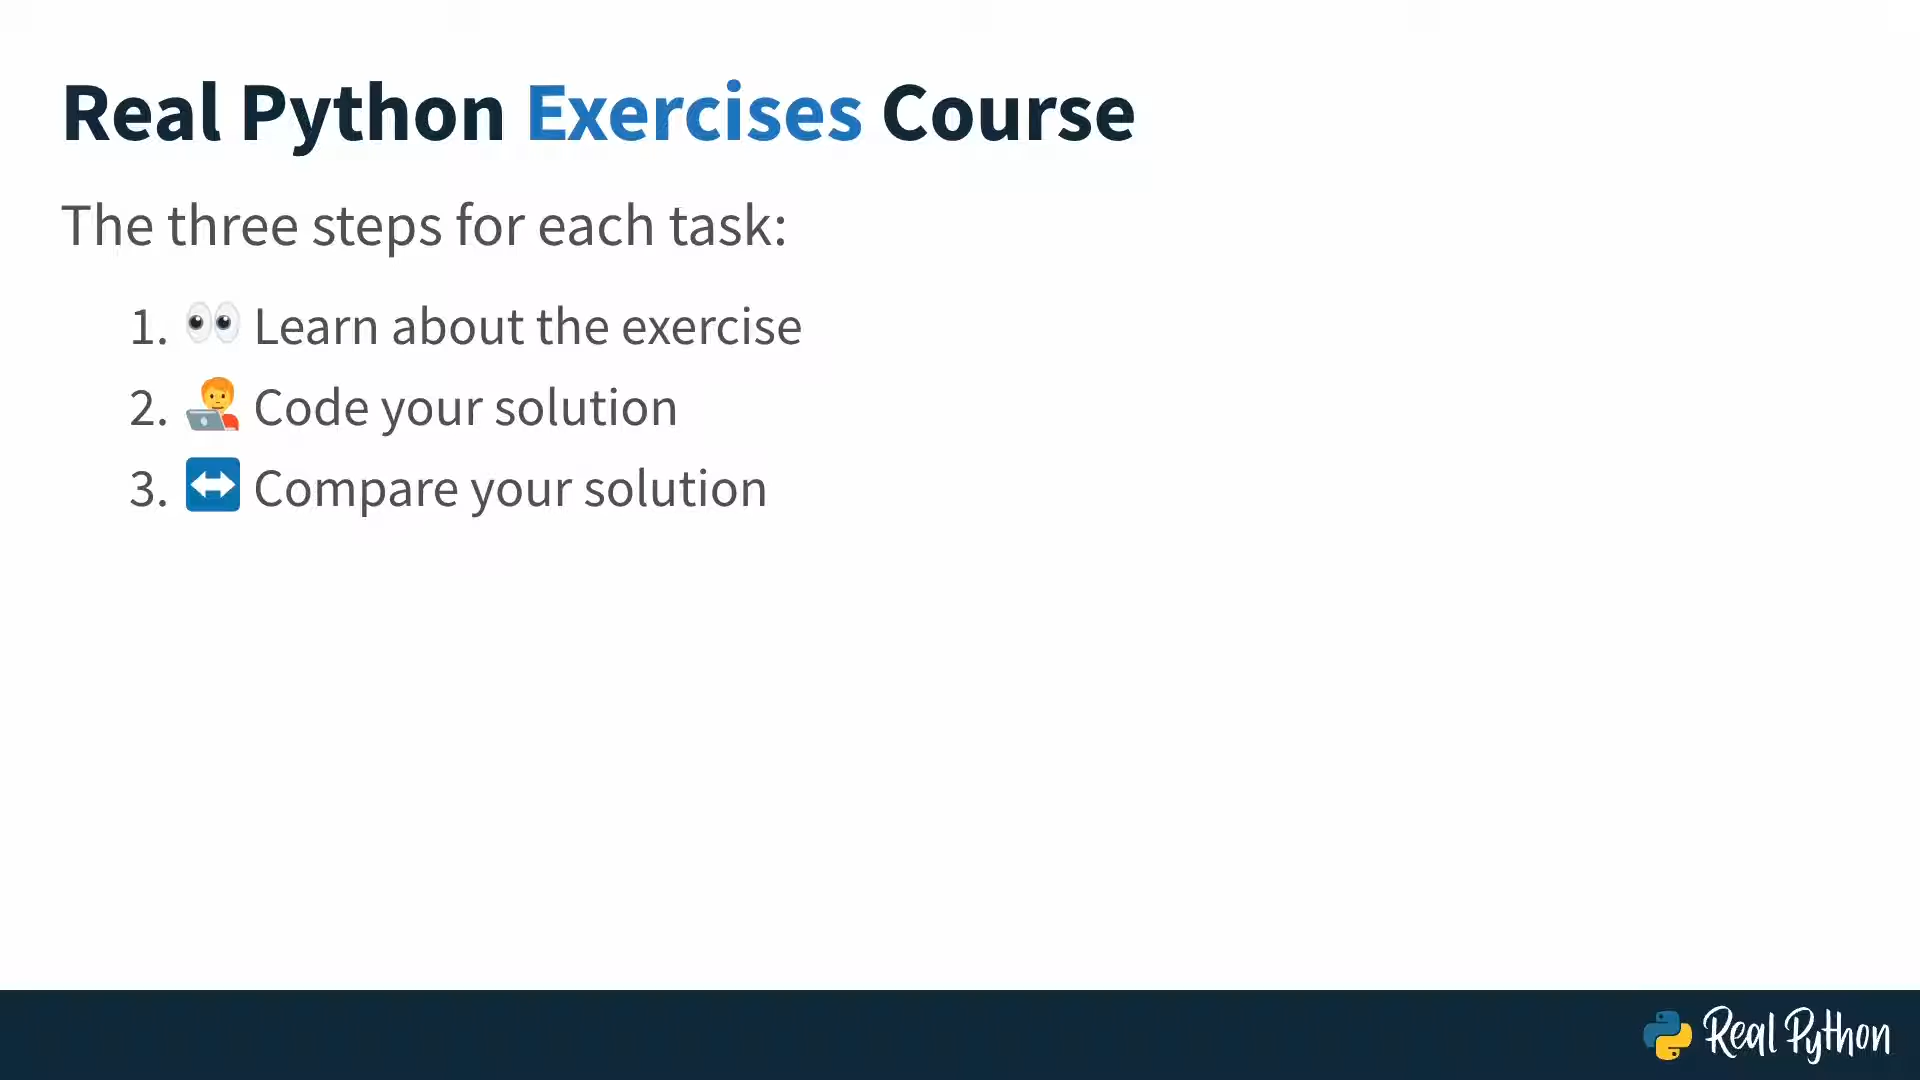 Real Python Exercises Course
The three steps for each task:
1. 👀 Learn about the exercise
2. 🧑‍💻 Code your solution
3. ↔️ Compare your solution
Real Python